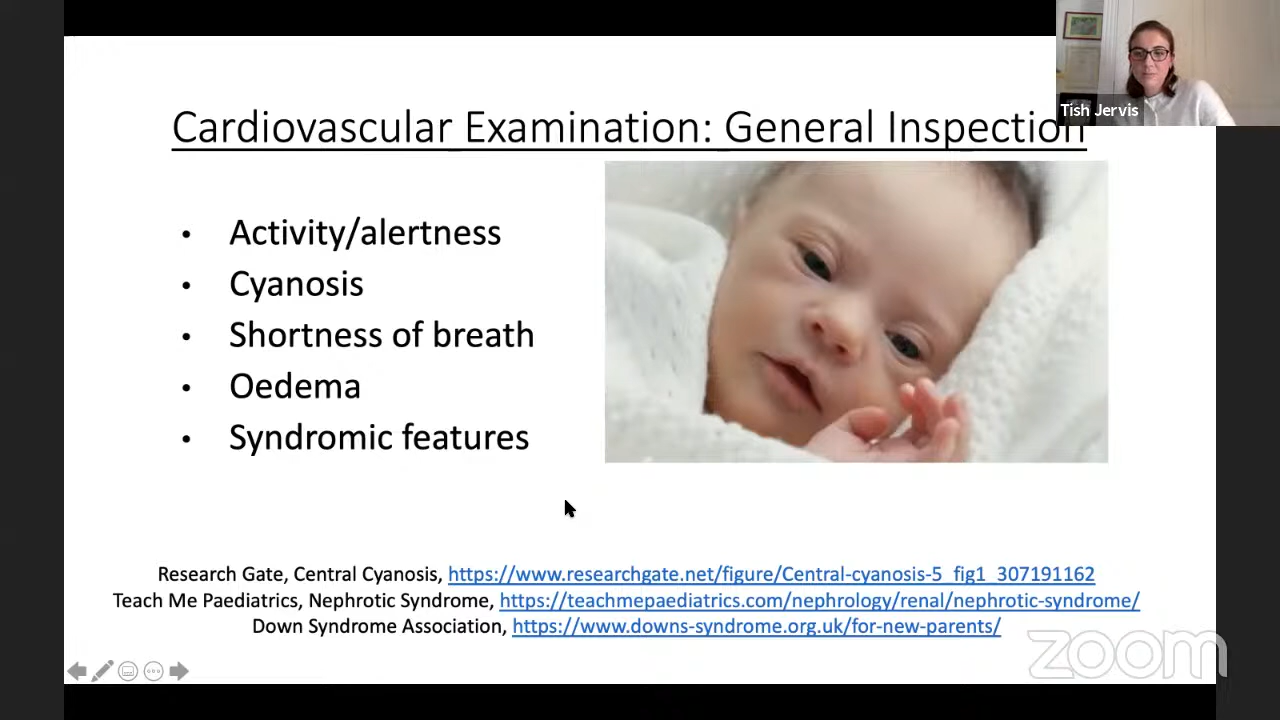 Tish Jervis
Cardiovascular Examination: General Inspection
• Activity/alertness
• Cyanosis
• Shortness of breath
• Oedema
• Syndromic features
Research Gate, Central Cyanosis, https://www.researchgate.net/figure/Central-cyanosis-5_fig1_307191162
Teach Me Paediatrics, Nephrotic Syndrome, https://teachmepaediatrics.com/nephrology/renal/nephrotic-syndrome/
Down Syndrome Association, https://www.downs-syndrome.org.uk/for-new-parents/
zoom